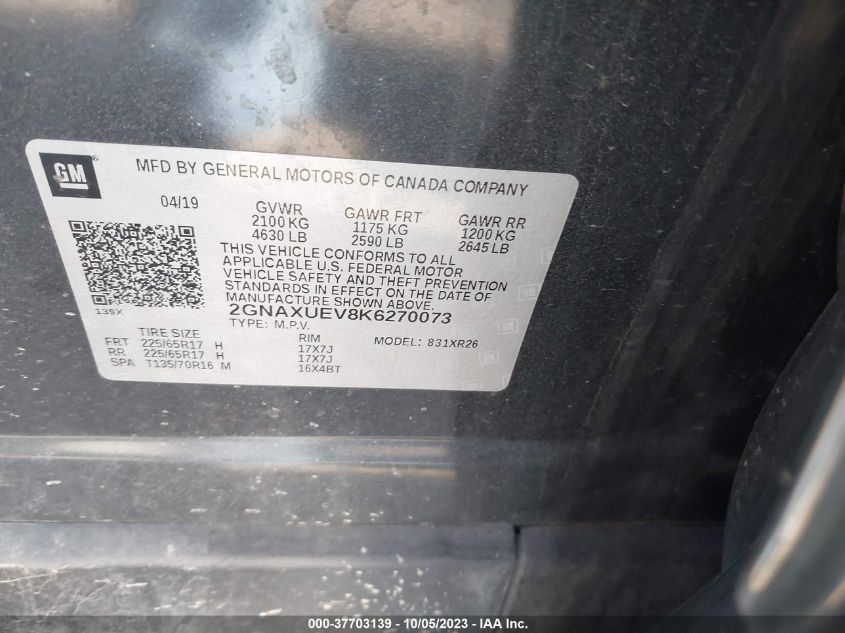 GM
MFD BY GENERAL MOTORS OF CANADA COMPANY
04/19
GVWR
2100 KG
4630 LB
GAWR FRT
1175 KG
2590 LB
GAWR RR
1200 KG
2645 LB
THIS VEHICLE CONFORMS TO ALL
APPLICABLE U.S. FEDERAL MOTOR
VEHICLE SAFETY AND THEFT PREVENTION
STANDARDS IN EFFECT ON THE DATE OF
MANUFACTURE SHOWN ABOVE.
139X
2GNAXUEV8K6270073
TYPE: M.P.V.
MODEL: 831XR26
TIRE SIZE RIM
FRT 225/65R17 H 17X7J
RR 225/65R17 H 17X7J
SPA T135/70R16 M 16X4BT
000-37703139 - 10/05/2023 - IAA Inc.